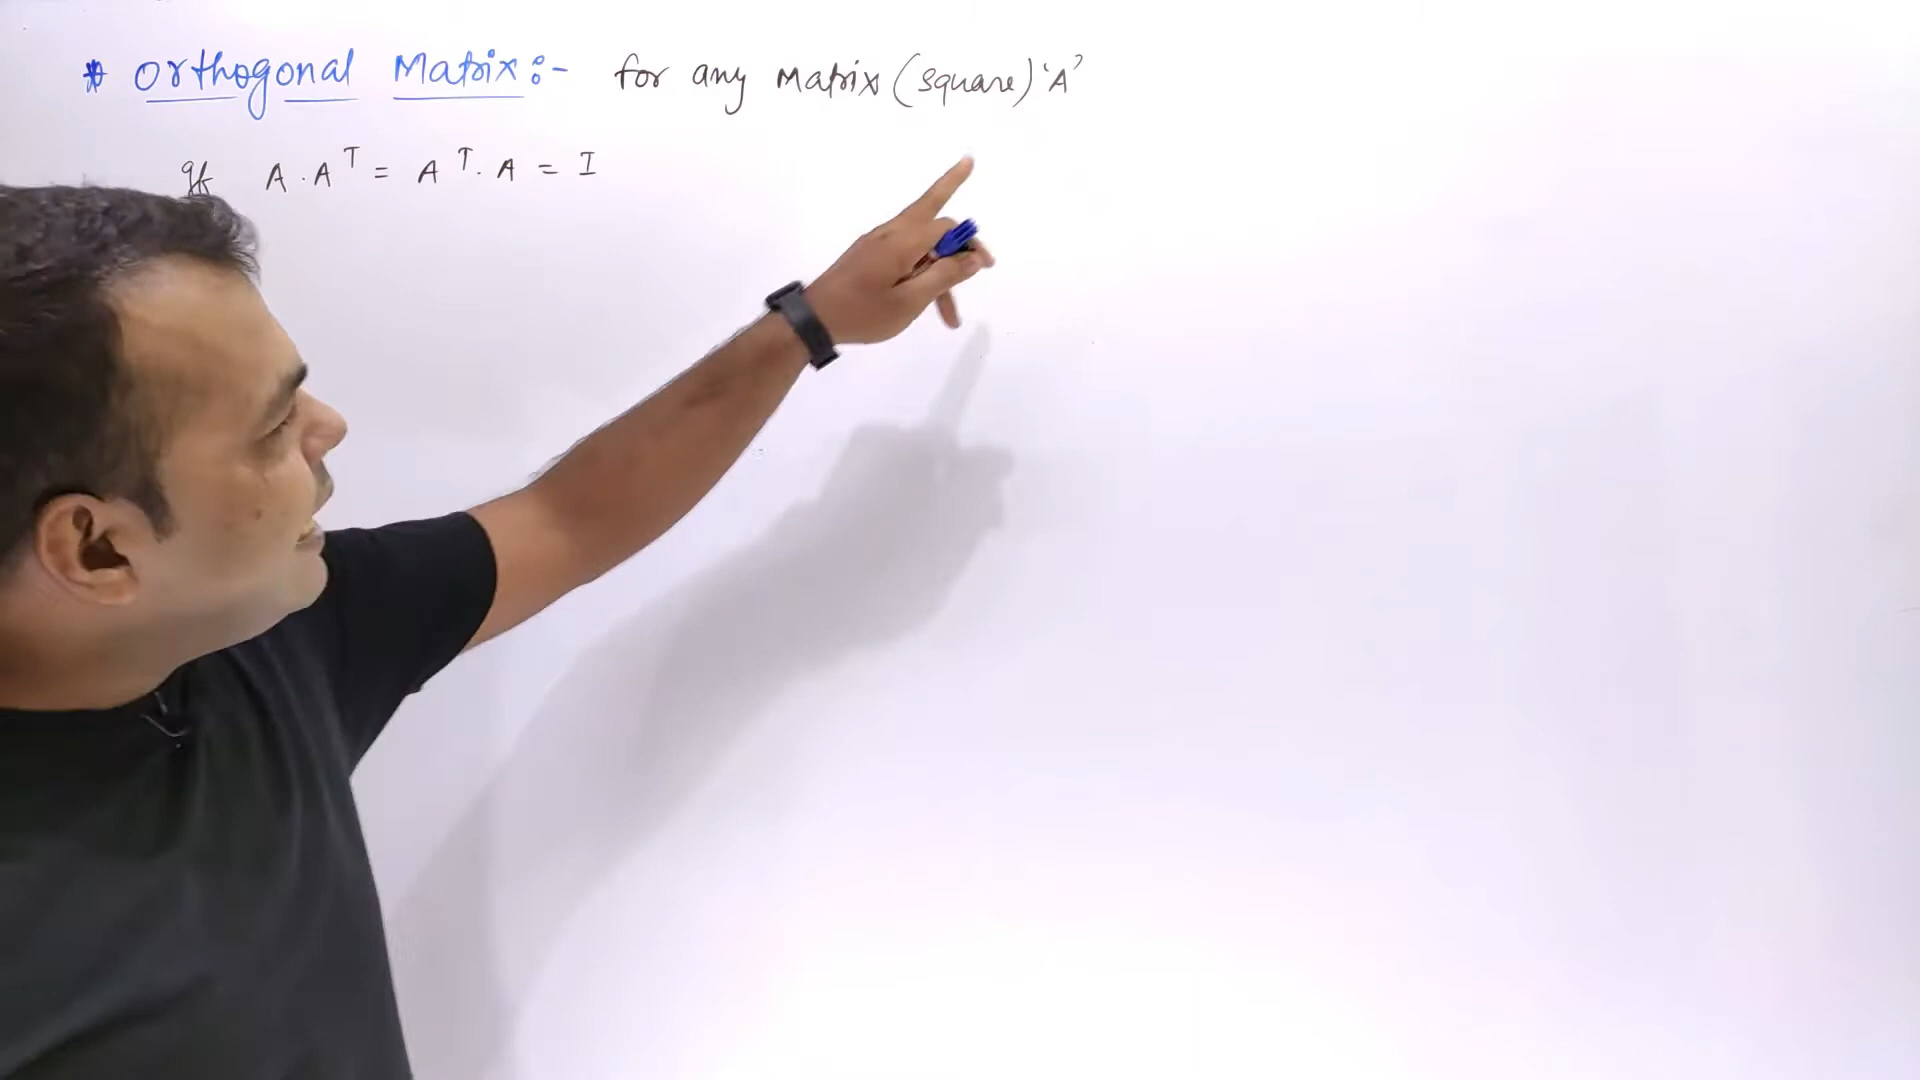 * Orthogonal Matrix :- for any Matrix (square) 'A'
If A . A^T = A^T . A = I